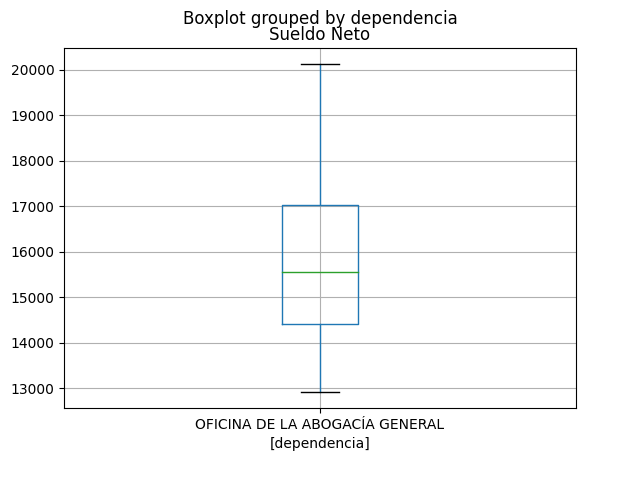 Boxplot grouped by dependencia
Sueldo Neto
20000
19000
18000
17000
16000
15000
14000
13000
OFICINA DE LA ABOGACÍA GENERAL
[dependencia]